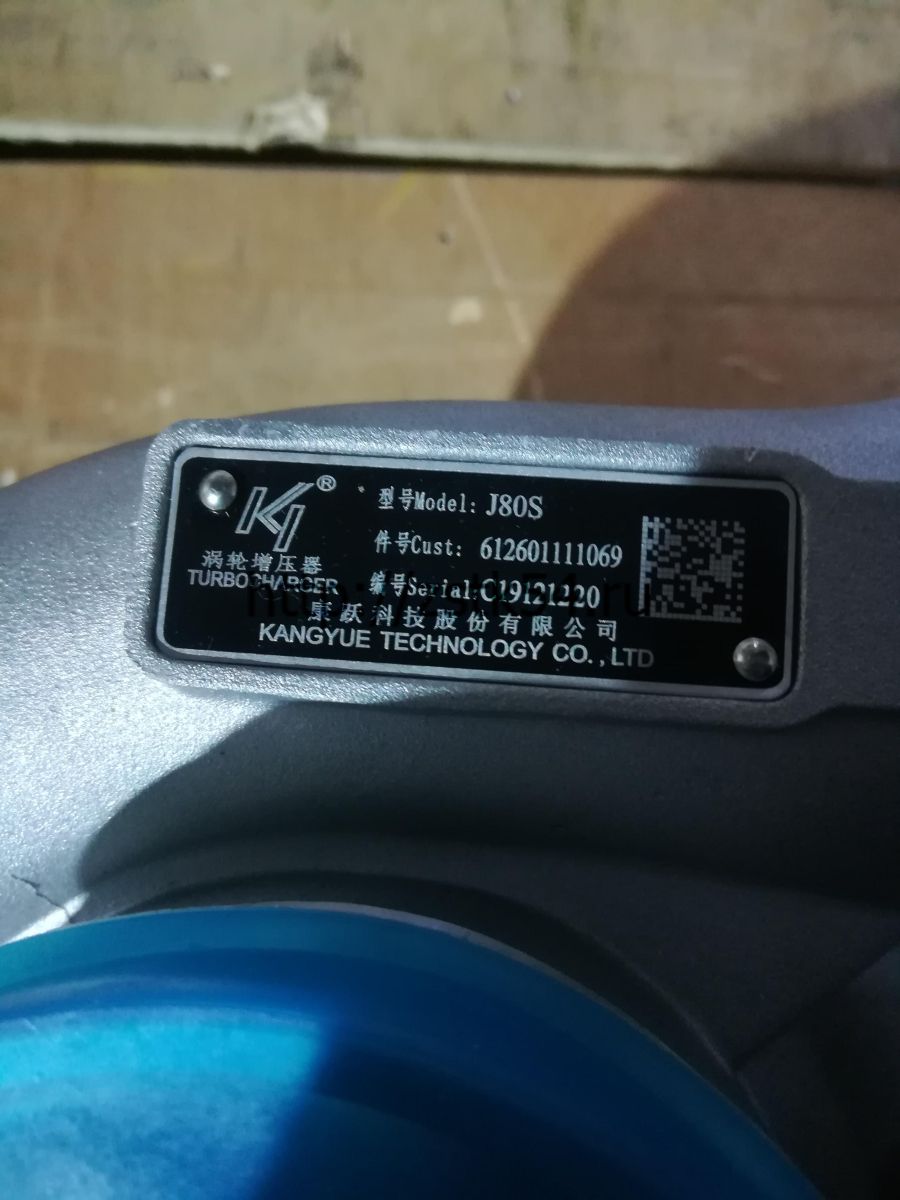 KJ®
型号Model: J80S
件号Cust: 612601111069
涡轮增压器
TURBOCHARGER
编号Serial:C19121220
康跃科技股份有限公司
KANGYUE TECHNOLOGY CO.,LTD